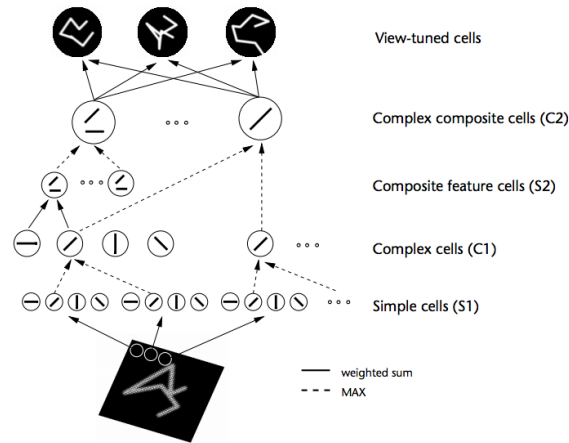 View-tuned cells
Complex composite cells (C2)
Composite feature cells (S2)
Complex cells (C1)
Simple cells (S1)
weighted sum
MAX